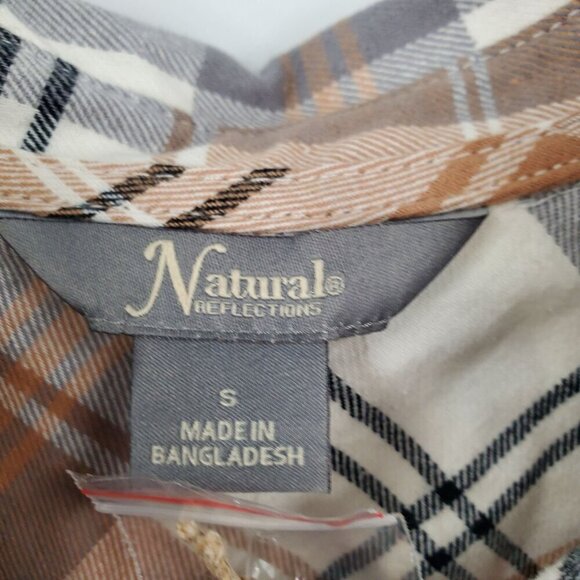 Natural®
REFLECTIONS
S
MADE IN
BANGLADESH